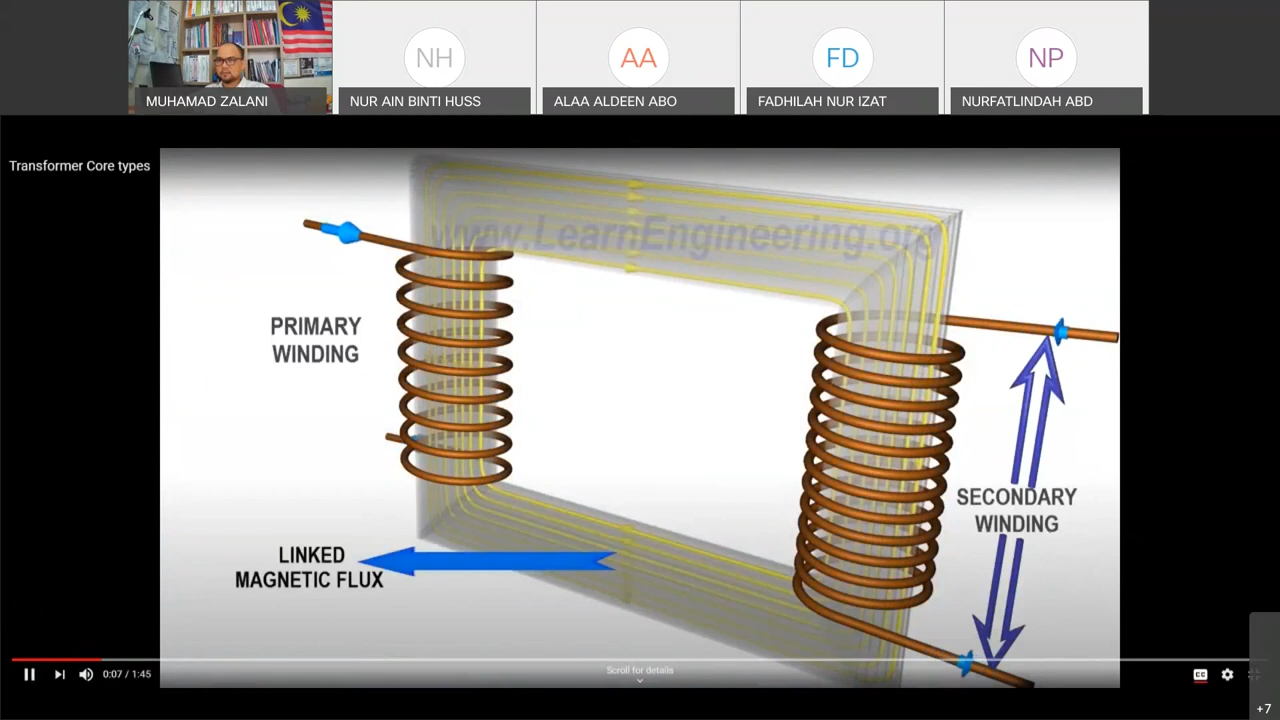 NH
AA
FD
NP
MUHAMAD ZALANI
NUR AIN BINTI HUSS
ALAA ALDEEN ABO
FADHILAH NUR IZAT
NURFATLINDAH ABD
Transformer Core types
www.LearnEngineering.org
PRIMARY
WINDING
SECONDARY
WINDING
LINKED
MAGNETIC FLUX
Scroll for details
0:07 / 1:45
CC
+7